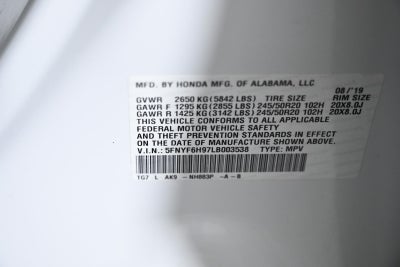 MFD. BY HONDA MFG. OF ALABAMA, LLC 08/'19
GVWR 2650 KG(5842 LBS) TIRE SIZE RIM SIZE
GAWR F 1295 KG(2855 LBS) 245/50R20 102H 20X8.0J
GAWR R 1425 KG(3142 LBS) 245/50R20 102H 20X8.0J
THIS VEHICLE CONFORMS TO ALL APPLICABLE
FEDERAL MOTOR VEHICLE SAFETY
AND THEFT PREVENTION STANDARDS IN EFFECT
ON THE DATE OF MANUFACTURE SHOWN ABOVE.
V.I.N.: 5FNYF6H97LB003538 TYPE: MPV
TG7 L AK9 -NH883P -A -B